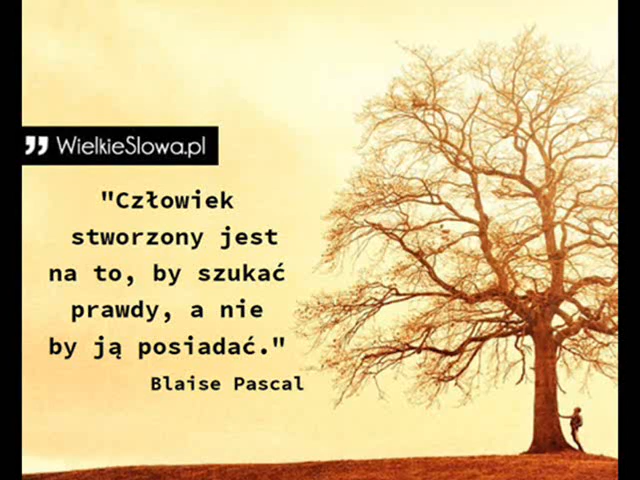 WielkieSlowa.pl
"Człowiek
stworzony jest
na to, by szukać
prawdy, a nie
by ją posiadać."
Blaise Pascal